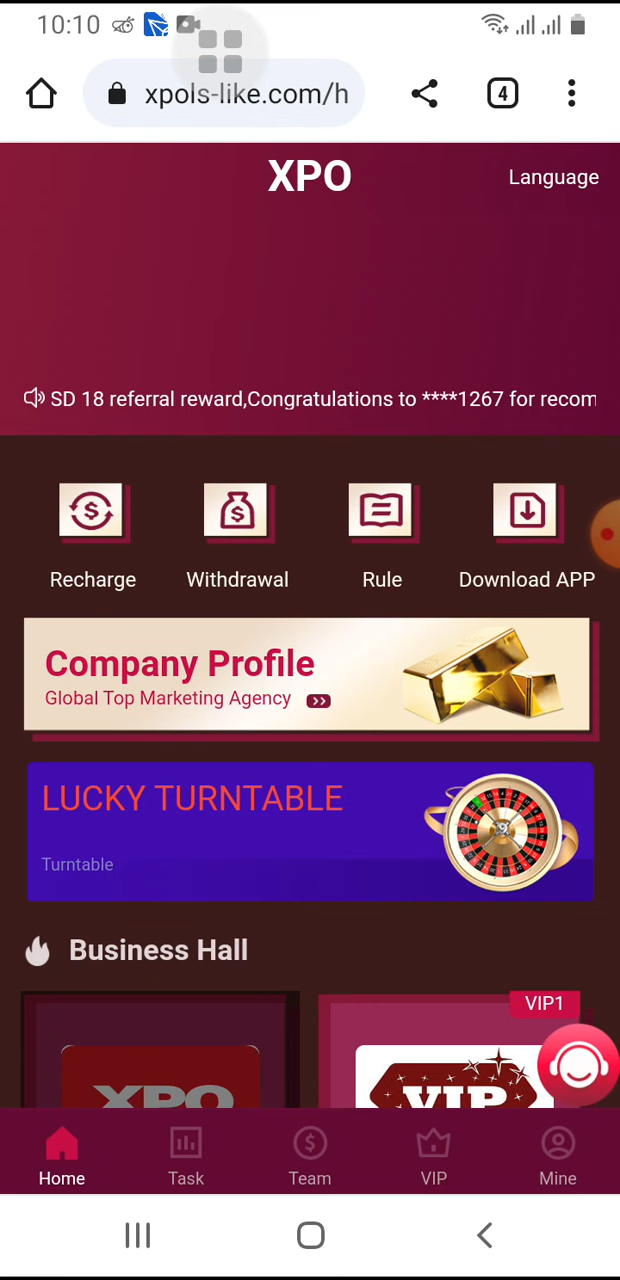 10:10
xpols-like.com/h
4
XPO
Language
SD 18 referral reward,Congratulations to ****1267 for recom
Recharge
Withdrawal
Rule
Download APP
Company Profile
Global Top Marketing Agency
LUCKY TURNTABLE
Turntable
Business Hall
VIP1
XPO
VIP
Home
Task
Team
VIP
Mine